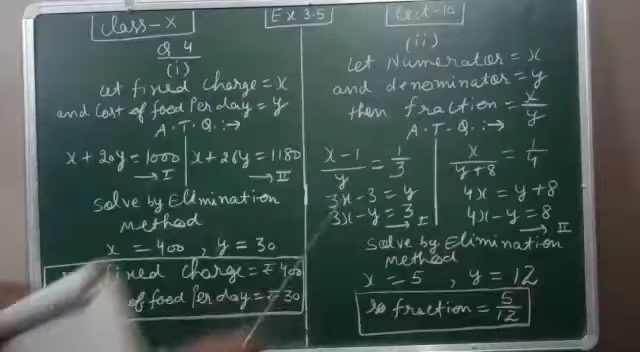 Class-X
Ex 3.5
Lect-10
Q 4
(i)
Let fixed Charge = x
and Cost of food Per day = y
A.T.Q. :→
x + 20y = 1000 → I
x + 26y = 1180 → II
Solve by Elimination
Method
x = 400 , y = 30
fixed Charge = ₹ 400
of food Per day = ₹ 30
(ii)
Let Numerator = x
and denominator = y
then fraction = x/y
A.T.Q. :→
x-1/y = 1/3
3x - 3 = y
3x - y = 3 → I
x/y+8 = 1/4
4x = y + 8
4x - y = 8 → II
Solve by Elimination
Method
x = 5 , y = 12
So fraction = 5/12